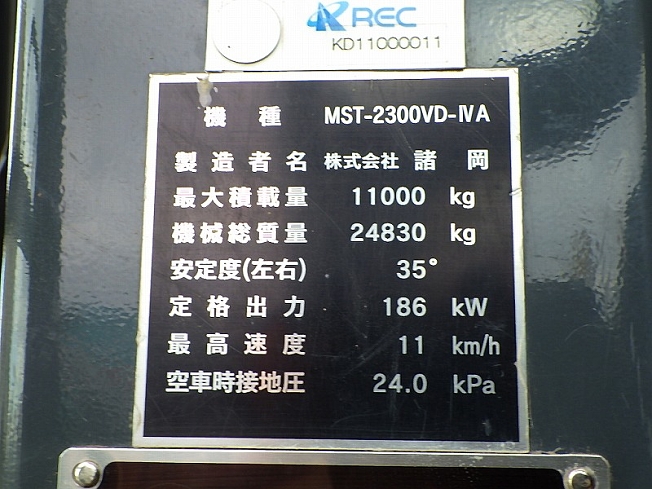 REC
KD11000011
機種 MST-2300VD-ⅣA
製造者名 株式会社 諸岡
最大積載量 11000 kg
機械総質量 24830 kg
安定度(左右) 35°
定格出力 186 kW
最高速度 11 km/h
空車時接地圧 24.0 kPa